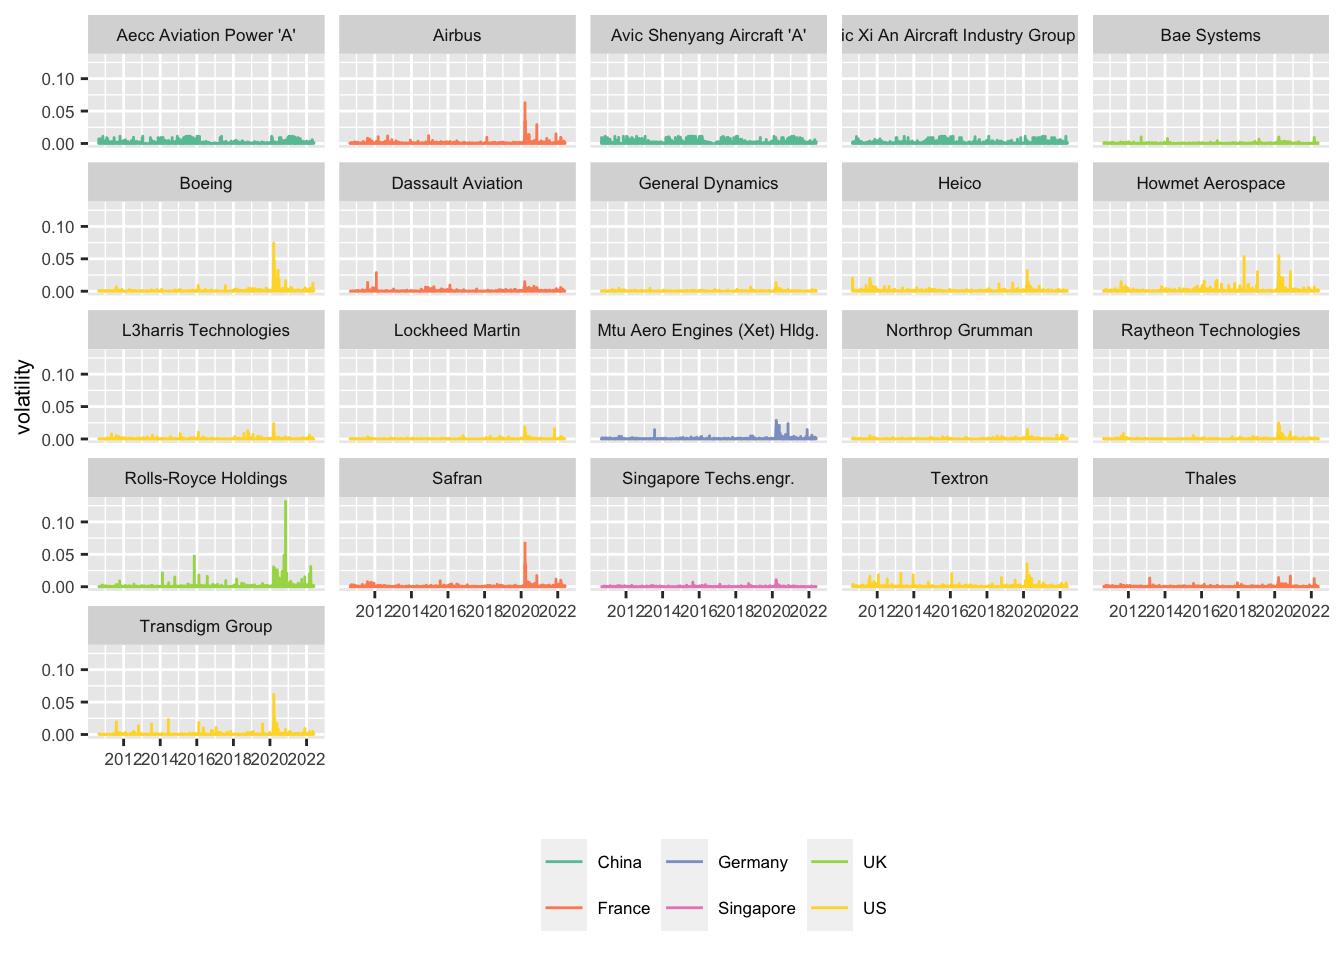 Aecc Aviation Power 'A' Airbus Avic Shenyang Aircraft 'A' ic Xi An Aircraft Industry Group Bae Systems
0.10
0.05
0.00
Boeing Dassault Aviation General Dynamics Heico Howmet Aerospace
0.10
0.05
0.00
L3harris Technologies Lockheed Martin Mtu Aero Engines (Xet) Hldg. Northrop Grumman Raytheon Technologies
0.10
0.05
0.00
volatility
Rolls-Royce Holdings Safran Singapore Techs.engr. Textron Thales
0.10
0.05
0.00
2012 2014 2016 2018 2020 2022 2012 2014 2016 2018 2020 2022 2012 2014 2016 2018 2020 2022 2012 2014 2016 2018 2020 2022
Transdigm Group
0.10
0.05
0.00
2012 2014 2016 2018 2020 2022
China Germany UK
France Singapore US